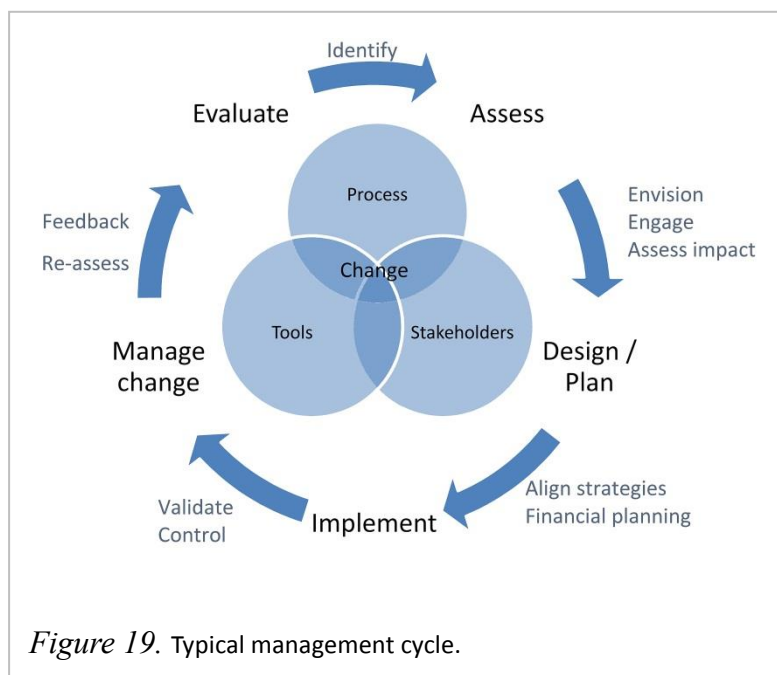 Identify
Evaluate
Assess
Process
Envision
Engage
Assess impact
Feedback
Re-assess
Change
Tools
Stakeholders
Manage
change
Design /
Plan
Align strategies
Financial planning
Validate
Control
Implement
Figure 19. Typical management cycle.